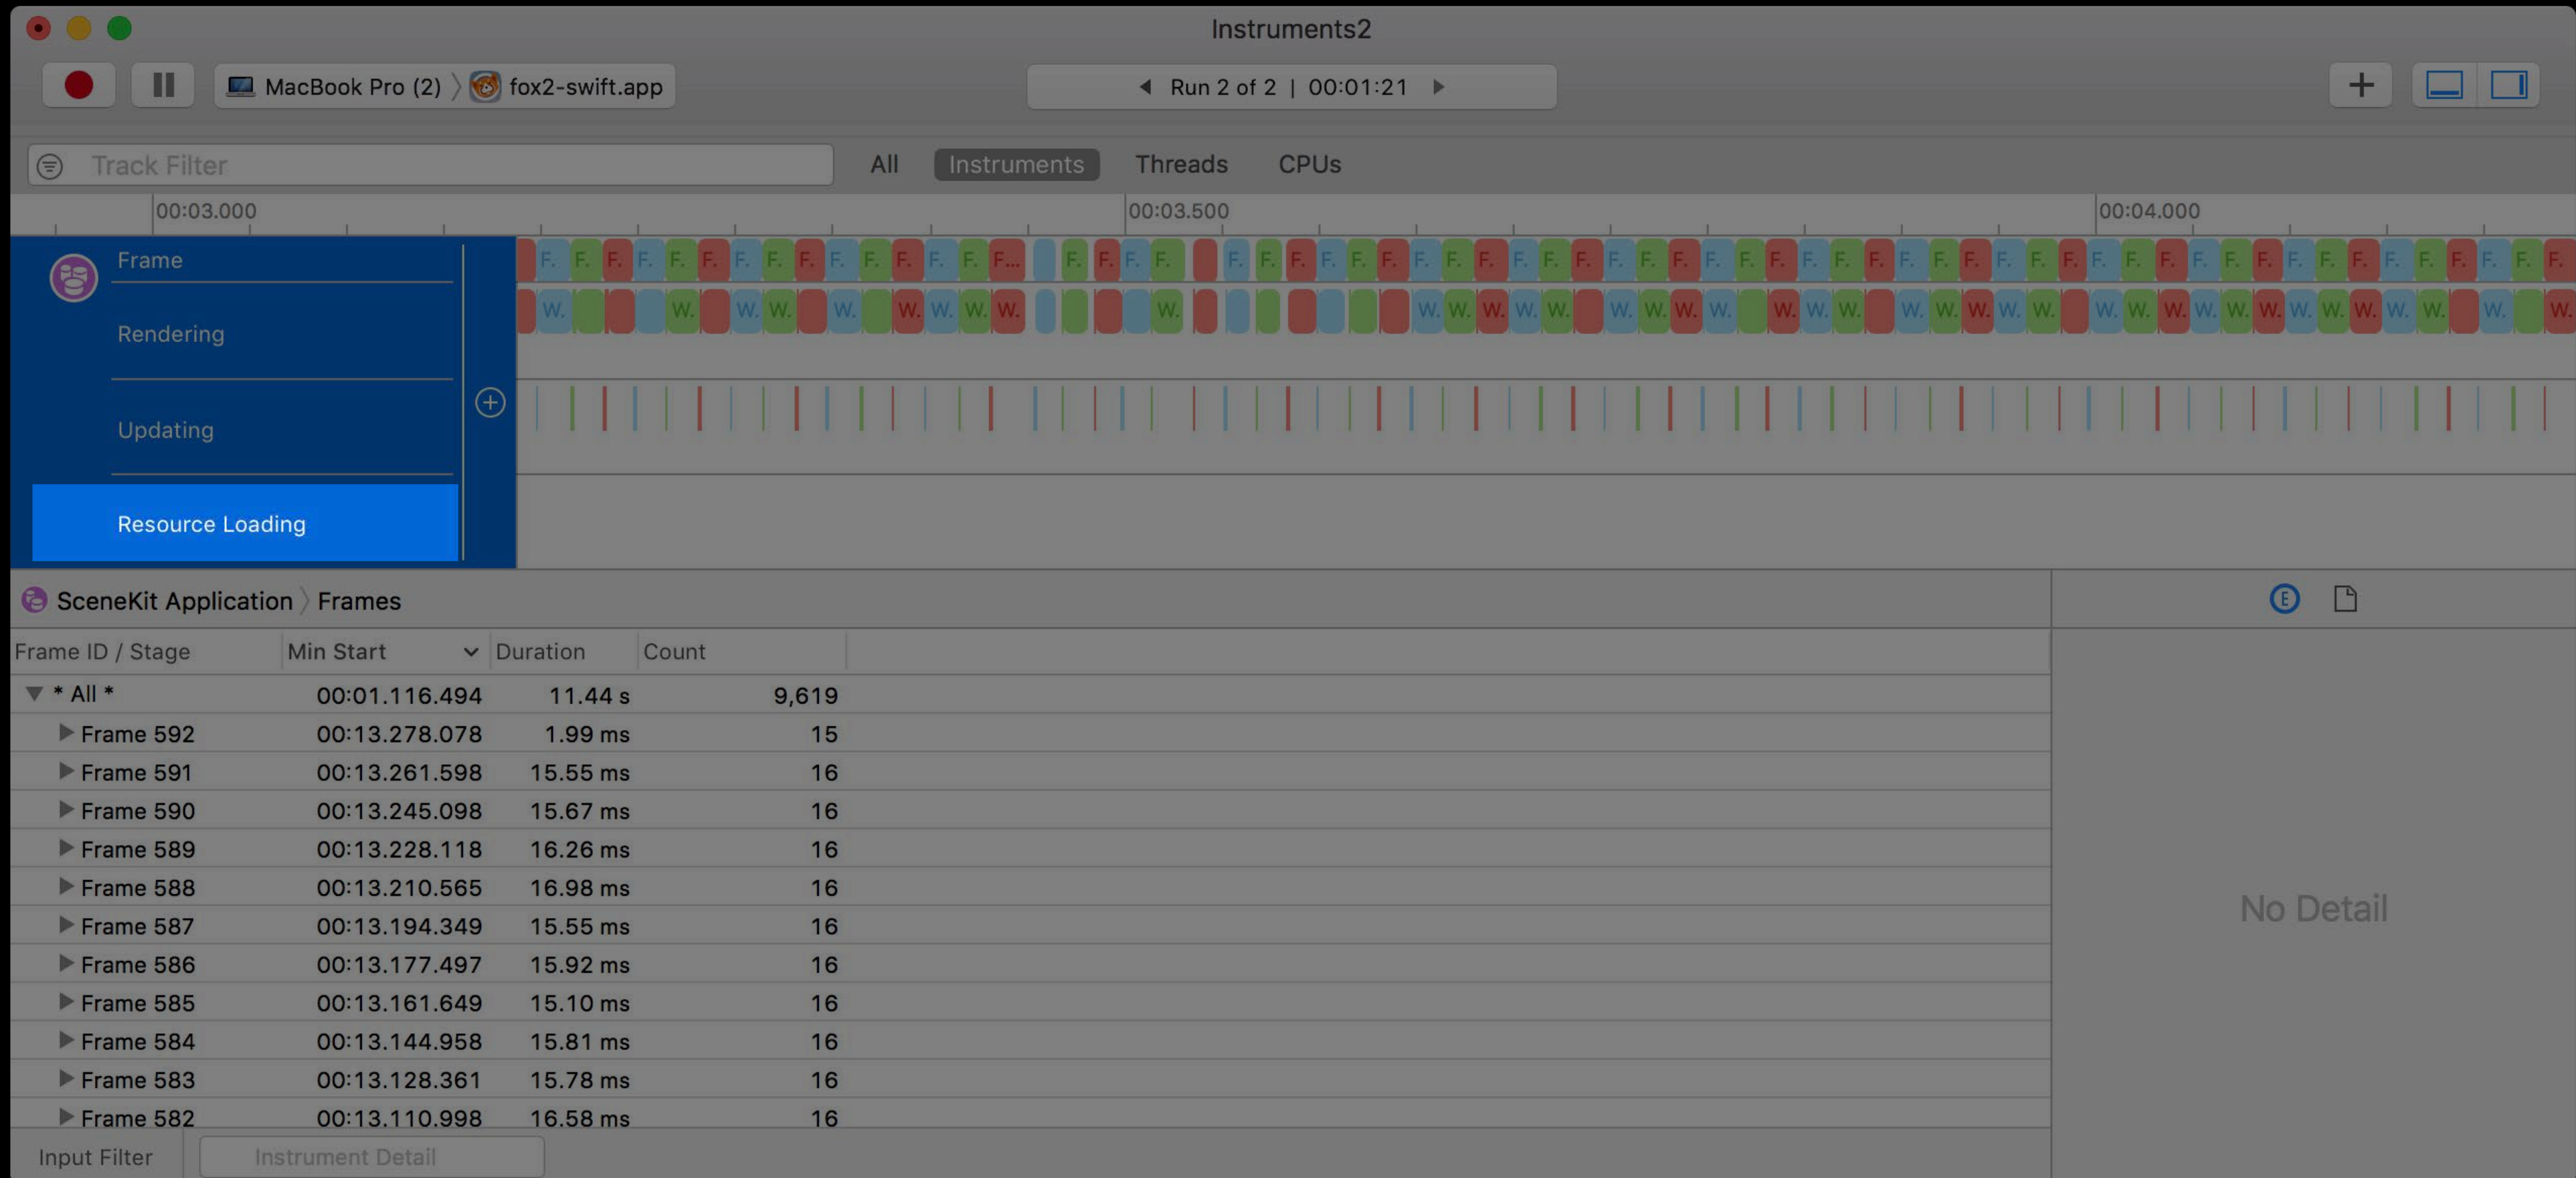 Instruments2
MacBook Pro (2) fox2-swift.app Run 2 of 2 | 00:01:21
Track Filter All Instruments Threads CPUs
00:03.000 00:03.500 00:04.000
Frame
Rendering
Updating
Resource Loading
SceneKit Application Frames
Frame ID / Stage Min Start Duration Count
* All * 00:01.116.494 11.44 s 9,619
Frame 592 00:13.278.078 1.99 ms 15
Frame 591 00:13.261.598 15.55 ms 16
Frame 590 00:13.245.098 15.67 ms 16
Frame 589 00:13.228.118 16.26 ms 16
Frame 588 00:13.210.565 16.98 ms 16
Frame 587 00:13.194.349 15.55 ms 16
Frame 586 00:13.177.497 15.92 ms 16
Frame 585 00:13.161.649 15.10 ms 16
Frame 584 00:13.144.958 15.81 ms 16
Frame 583 00:13.128.361 15.78 ms 16
Frame 582 00:13.110.998 16.58 ms 16
No Detail
Input Filter Instrument Detail